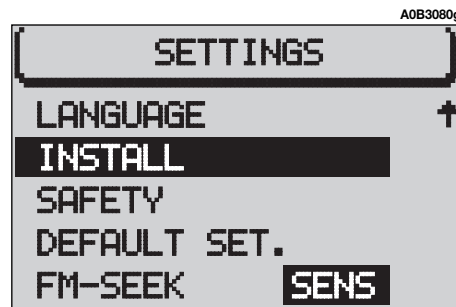 A0B3080g
SETTINGS
LANGUAGE
INSTALL
SAFETY
DEFAULT SET.
FM-SEEK SENS